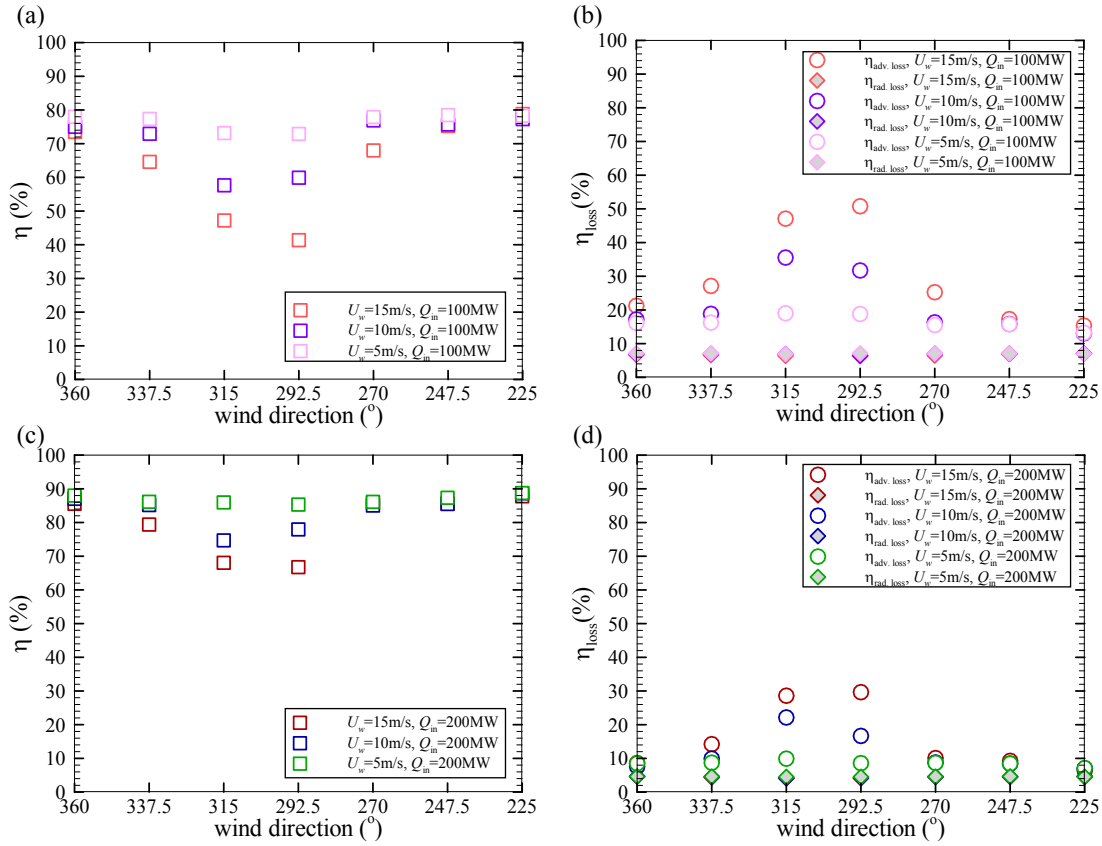 (a)
100
90
80
70
60
50
40
30
20
10
0
η (%)
U_w=15m/s, Q_in=100MW
U_w=10m/s, Q_in=100MW
U_w=5m/s, Q_in=100MW
360 337.5 315 292.5 270 247.5 225
wind direction (°)
(b)
100
90
80
70
60
50
40
30
20
10
0
η_loss(%)
η_adv. loss, U_w=15m/s, Q_in=100MW
η_rad. loss, U_w=15m/s, Q_in=100MW
η_adv. loss, U_w=10m/s, Q_in=100MW
η_rad. loss, U_w=10m/s, Q_in=100MW
η_adv. loss, U_w=5m/s, Q_in=100MW
η_rad. loss, U_w=5m/s, Q_in=100MW
360 337.5 315 292.5 270 247.5 225
wind direction (°)
(c)
100
90
80
70
60
50
40
30
20
10
0
η (%)
U_w=15m/s, Q_in=200MW
U_w=10m/s, Q_in=200MW
U_w=5m/s, Q_in=200MW
360 337.5 315 292.5 270 247.5 225
wind direction (°)
(d)
100
90
80
70
60
50
40
30
20
10
0
η_loss(%)
η_adv. loss, U_w=15m/s, Q_in=200MW
η_rad. loss, U_w=15m/s, Q_in=200MW
η_adv. loss, U_w=10m/s, Q_in=200MW
η_rad. loss, U_w=10m/s, Q_in=200MW
η_adv. loss, U_w=5m/s, Q_in=200MW
η_rad. loss, U_w=5m/s, Q_in=200MW
360 337.5 315 292.5 270 247.5 225
wind direction (°)